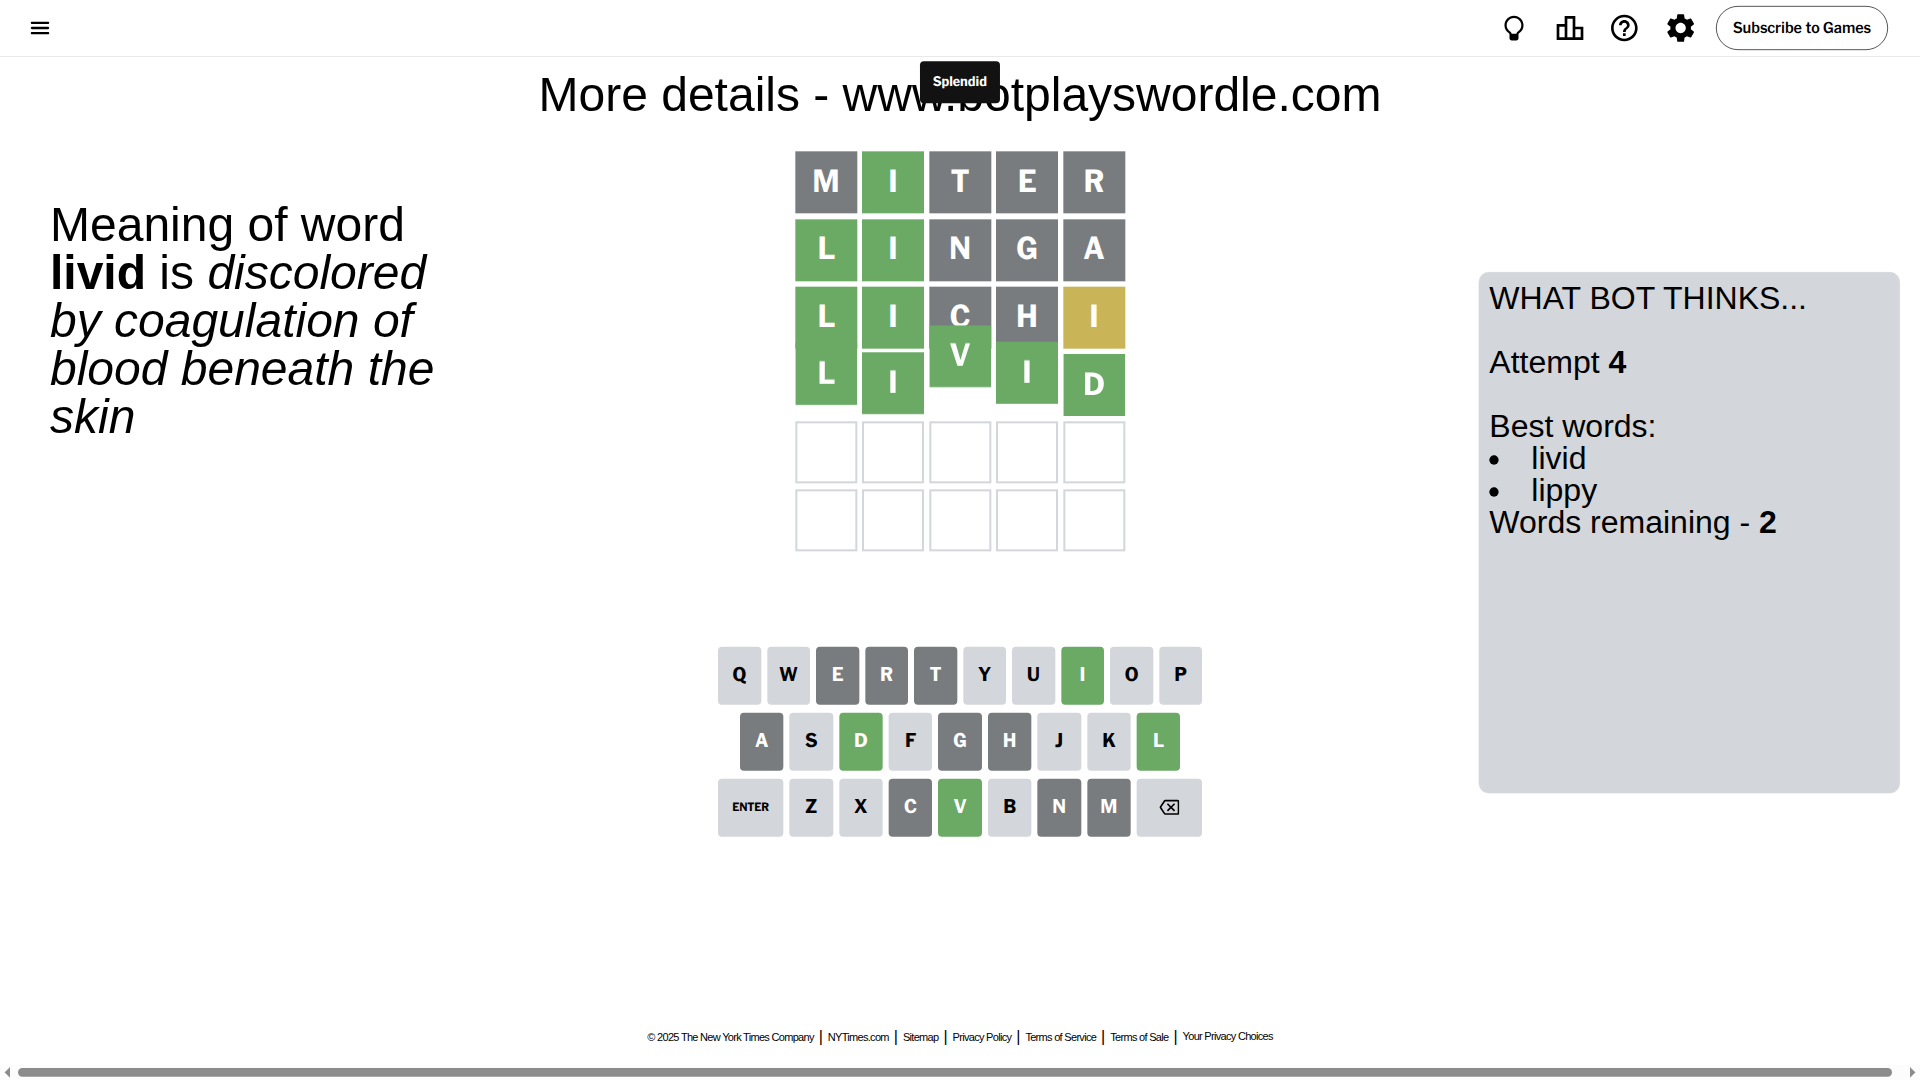 Subscribe to Games
Splendid
More details - www.botplayswordle.com
Meaning of word
livid is discolored
by coagulation of
blood beneath the
skin
M I T E R
L I N G A
L I C H I
L I V I D
WHAT BOT THINKS...
Attempt 4
Best words:
• livid
• lippy
Words remaining - 2
Q W E R T Y U I O P
A S D F G H J K L
ENTER Z X C V B N M
© 2025 The New York Times Company | NYTimes.com | Sitemap | Privacy Policy | Terms of Service | Terms of Sale | Your Privacy Choices